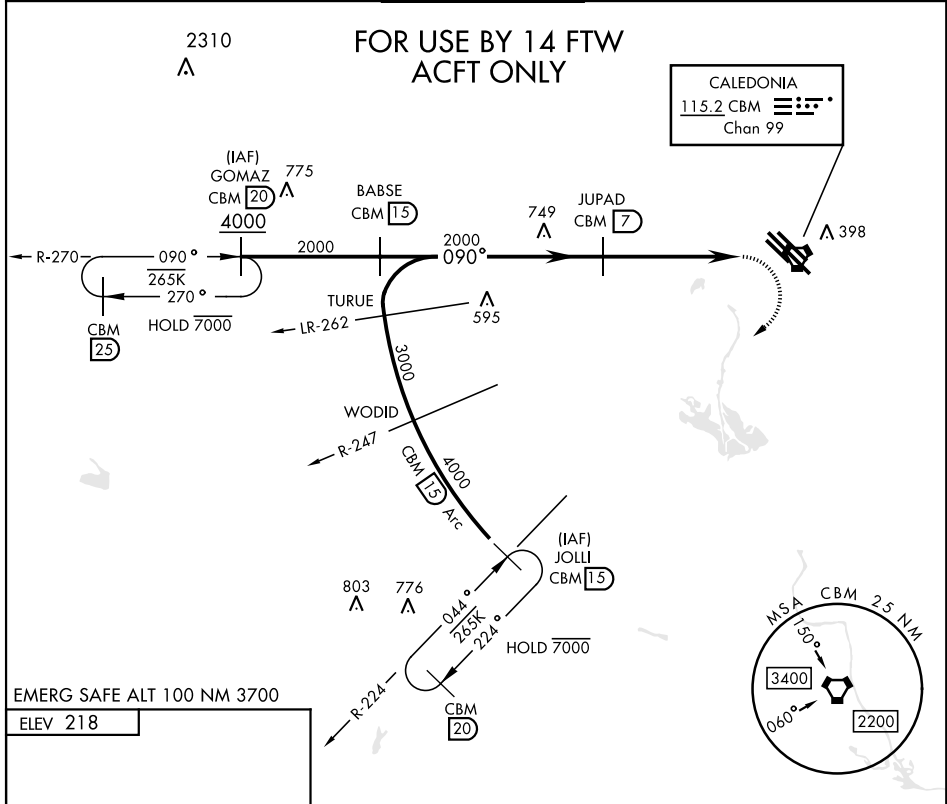 2310
FOR USE BY 14 FTW
ACFT ONLY
CALEDONIA
115.2 CBM
Chan 99
(IAF)
GOMAZ
CBM 20
4000
775
BABSE
CBM 15
749
JUPAD
CBM 7
398
R-270
090°
265K
270°
2000
2000
090°
CBM
25
HOLD 7000
TURUE
LR-262
595
3000
WODID
R-247
CBM 15 Arc
4000
(IAF)
JOLLI
CBM 15
803
776
044°
265K
224°
HOLD 7000
R-224
CBM
20
MSA CBM 25 NM
150°
3400
060°
2200
EMERG SAFE ALT 100 NM 3700
ELEV 218